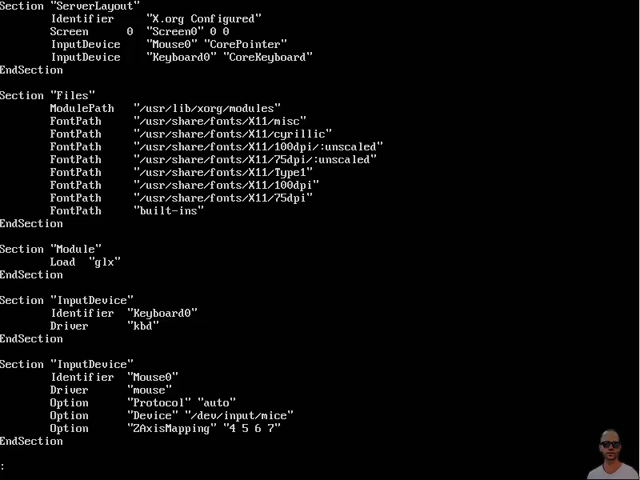 Section "ServerLayout"
Identifier "X.org Configured"
Screen 0 "Screen0" 0 0
InputDevice "Mouse0" "CorePointer"
InputDevice "Keyboard0" "CoreKeyboard"
EndSection
Section "Files"
ModulePath "/usr/lib/xorg/modules"
FontPath "/usr/share/fonts/X11/misc"
FontPath "/usr/share/fonts/X11/cyrillic"
FontPath "/usr/share/fonts/X11/100dpi/:unscaled"
FontPath "/usr/share/fonts/X11/75dpi/:unscaled"
FontPath "/usr/share/fonts/X11/Type1"
FontPath "/usr/share/fonts/X11/100dpi"
FontPath "/usr/share/fonts/X11/75dpi"
FontPath "built-ins"
EndSection
Section "Module"
Load "glx"
EndSection
Section "InputDevice"
Identifier "Keyboard0"
Driver "kbd"
EndSection
Section "InputDevice"
Identifier "Mouse0"
Driver "mouse"
Option "Protocol" "auto"
Option "Device" "/dev/input/mice"
Option "ZAxisMapping" "4 5 6 7"
EndSection
: